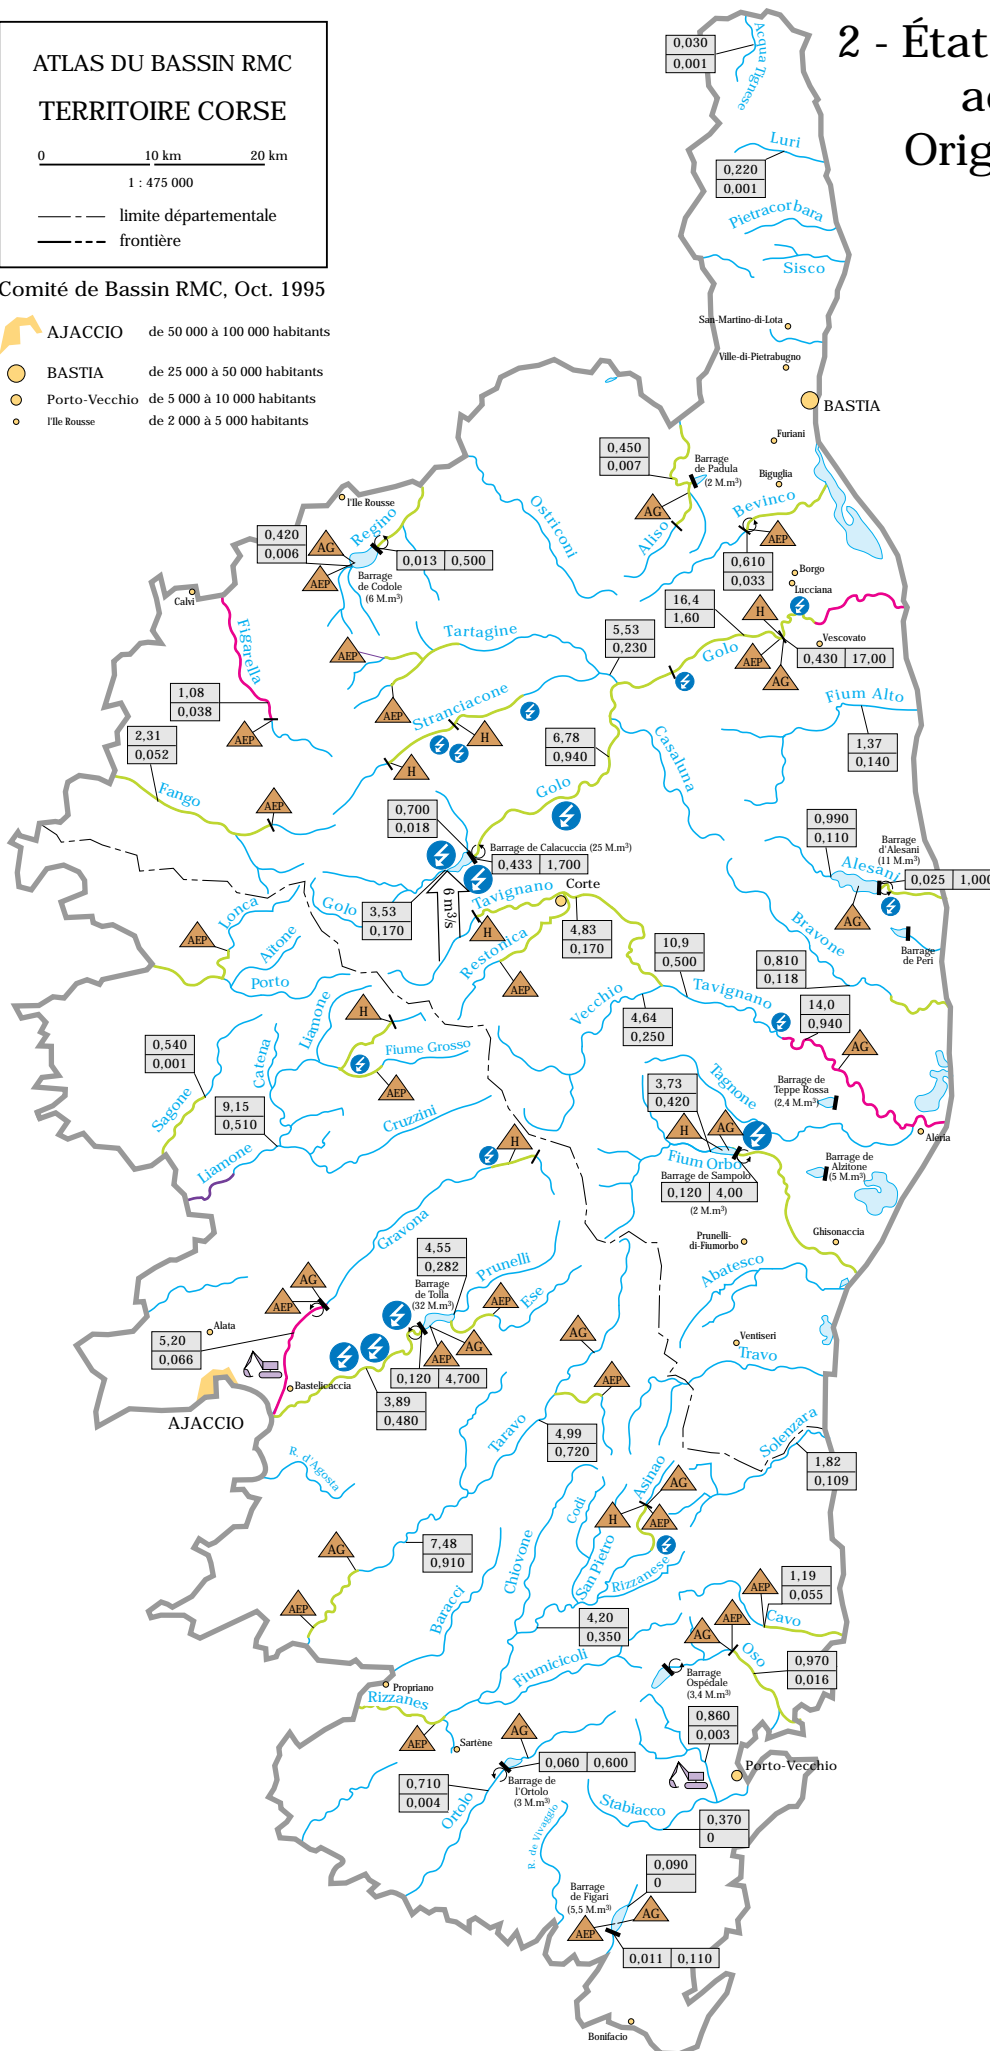 2 - État
ac
Orig
ATLAS DU BASSIN RMC
TERRITOIRE CORSE
0 10 km 20 km
1 : 475 000
limite départementale
frontière
Comité de Bassin RMC, Oct. 1995
AJACCIO de 50 000 à 100 000 habitants
BASTIA de 25 000 à 50 000 habitants
Porto-Vecchio de 5 000 à 10 000 habitants
l'Ile Rousse de 2 000 à 5 000 habitants
0,030
0,001
Acqua Tignese
Luri
0,220
0,001
Pietracorbara
Sisco
San-Martino-di-Lota
Ville-di-Pietrabugno
BASTIA
Furiani
0,450
0,007
Barrage
de Padula
(2 M.m³)
Biguglia
AG
Aliso
Bevinco
AEP
0,610
0,033
Borgo
Lucciana
l'Ile Rousse
Regino
Ostriconi
0,420
0,006
AG
AEP
0,013 0,500
Barrage
de Codole
(6 M.m³)
Calvi
Figarella
16,4
1,60
H
Vescovato
AEP
AG
0,430 17,00
Golo
Tartagine
5,53
0,230
AEP
AEP
Stranciacone
H
H
Fium Alto
1,37
0,140
1,08
0,038
AEP
2,31
0,052
Fango
AEP
6,78
0,940
Casaluna
Golo
0,700
0,018
Barrage de Calacuccia (25 M.m³)
0,433 1,700
0,990
0,110
Barrage
d'Alesani
(11 M.m³)
Alesani
0,025 1,000
AG
Barrage
de Peri
Bravone
Golo
3,53
0,170
6 m³/s
Tavignano
Corte
H
4,83
0,170
Restonica
AEP
Lonca
AEP
Aïtone
Porto
10,9
0,500
0,810
0,118
Vecchio
4,64
0,250
Tavignano
14,0
0,940
AG
Liamone
H
Fiume Grosso
AEP
Catena
0,540
0,001
Sagone
9,15
0,510
Cruzzini
Liamone
Tagnone
3,73
0,420
H
AG
Barrage de
Teppe Rossa
(2,4 M.m³)
Aléria
Fium Orbo
Barrage de Sampolo
0,120 4,00
(2 M.m³)
Barrage de
Alzitone
(5 M.m³)
H
Gravona
Prunelli-
di-Fiumorbo
Ghisonaccia
Abatesco
4,55
0,282
Barrage
de Tolla
(32 M.m³)
Prunelli
AEP
Ese
AG
AEP
AG
AEP
Alata
5,20
0,066
0,120 4,700
3,89
0,480
Bastelicaccia
AJACCIO
AG
AEP
Ventiseri
Travo
Taravo
4,99
0,720
Solenzara
1,82
0,109
R. d'Agosta
Asinao
AG
H
AEP
Codi
San Pietro
Rizzanese
Chiovone
7,48
0,910
AG
AEP
Baracci
4,20
0,350
AEP
1,19
0,055
Cavo
AEP
AG
Oso
0,970
0,016
Fiumicicoli
Barrage
Ospédale
(3,4 M.m³)
Propriano
Rizzanes
AEP
Sartène
AG
0,060 0,600
Barrage de
l'Ortolo
(3 M.m³)
0,860
0,003
Porto-Vecchio
0,710
0,004
Ortolo
Stabiacco
0,370
0
R. de Vivaggio
0,090
0
Barrage
de Figari
(5,5 M.m³)
AG
AEP
0,011 0,110
Bonifacio